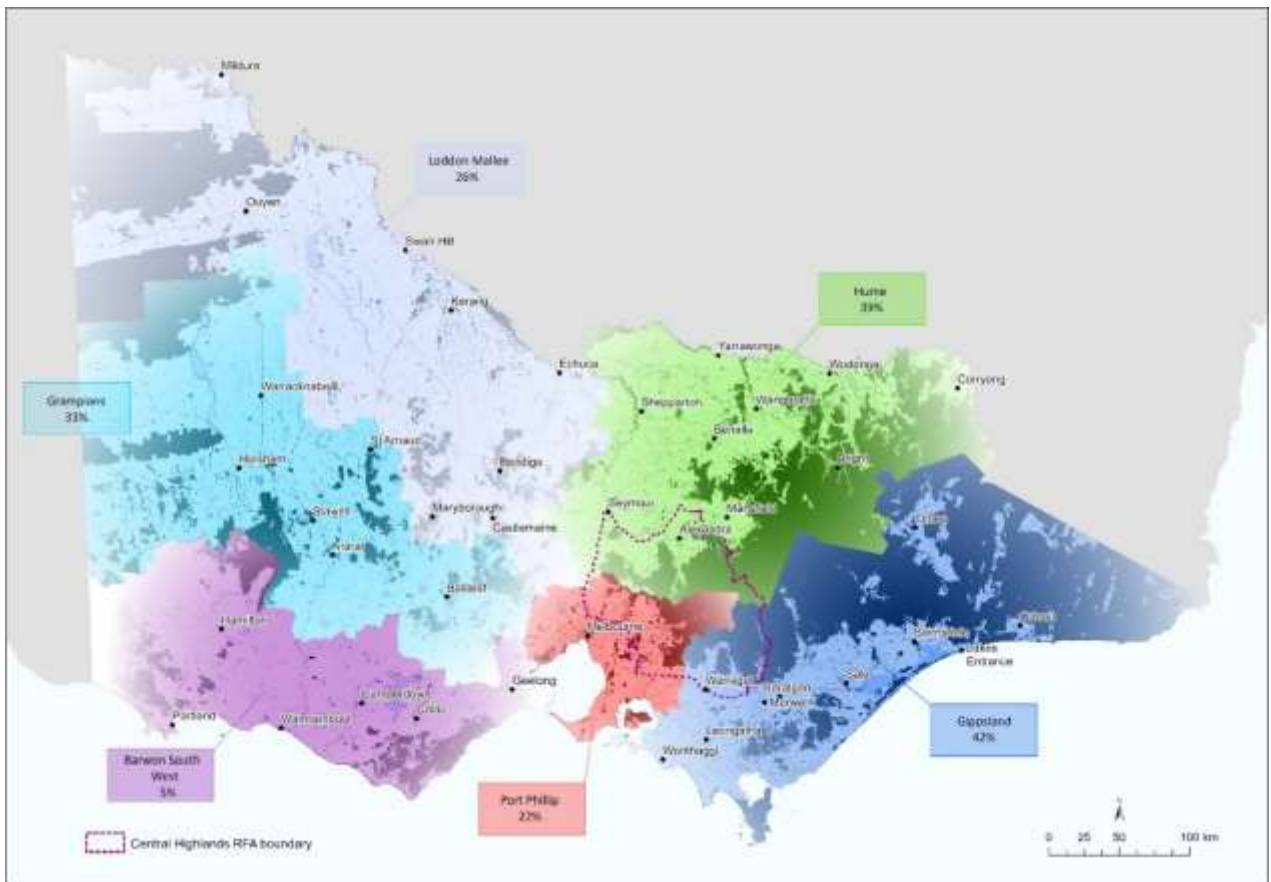 Mildura
Loddon Mallee
26%
Ouyen
Swan Hill
Kerang
Hume
39%
Echuca
Yarrawonga
Wodonga
Corryong
Grampians
33%
Warracknabeal
Shepparton
Wangaratta
Benalla
St Arnaud
Horsham
Bendigo
Bright
Stawell
Maryborough
Castlemaine
Seymour
Mansfield
Alexandra
Ararat
Ballarat
Hamilton
Melbourne
Bairnsdale
Lakes
Entrance
Geelong
Warragul
Sale
Traralgon
Morwell
Camperdown
Colac
Portland
Warrnambool
Leongatha
Wonthaggi
Gippsland
42%
Barwon South
West
5%
Port Phillip
22%
Central Highlands RFA boundary
N
0 25 50 100 km